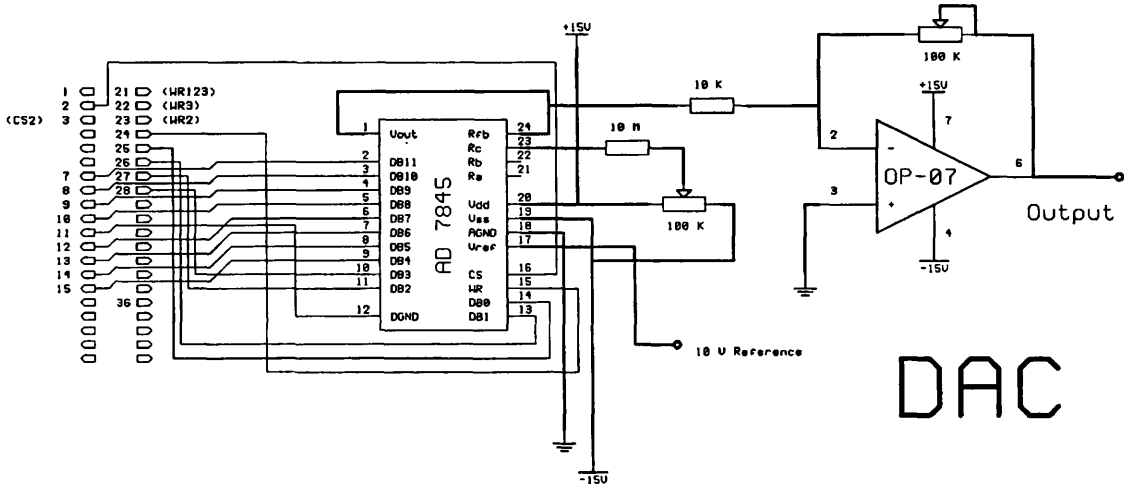 +15V
100 K
+15V
7
10 K
1 21 (WR123)
2 22 (WR3)
(CS2) 3 23 (WR2)
24
25
26
7 27
8 28
9
10
11
12
13
14
15
36
1 Vout Rfb 24
Rc 23
2 DB11 Rb 22
3 DB10 Ra 21
4 DB9
5 DB8 Vdd 20
6 DB7 Vss 19
7 DB6 AGND 18
8 DB5 Vref 17
9 DB4
10 DB3 CS 16
11 DB2 WR 15
DB0 14
12 DGND DB1 13
AD 7845
10 M
100 K
2 -
OP-07
3 +
6
4
-15V
Output
10 V Reference
-15V
DAC